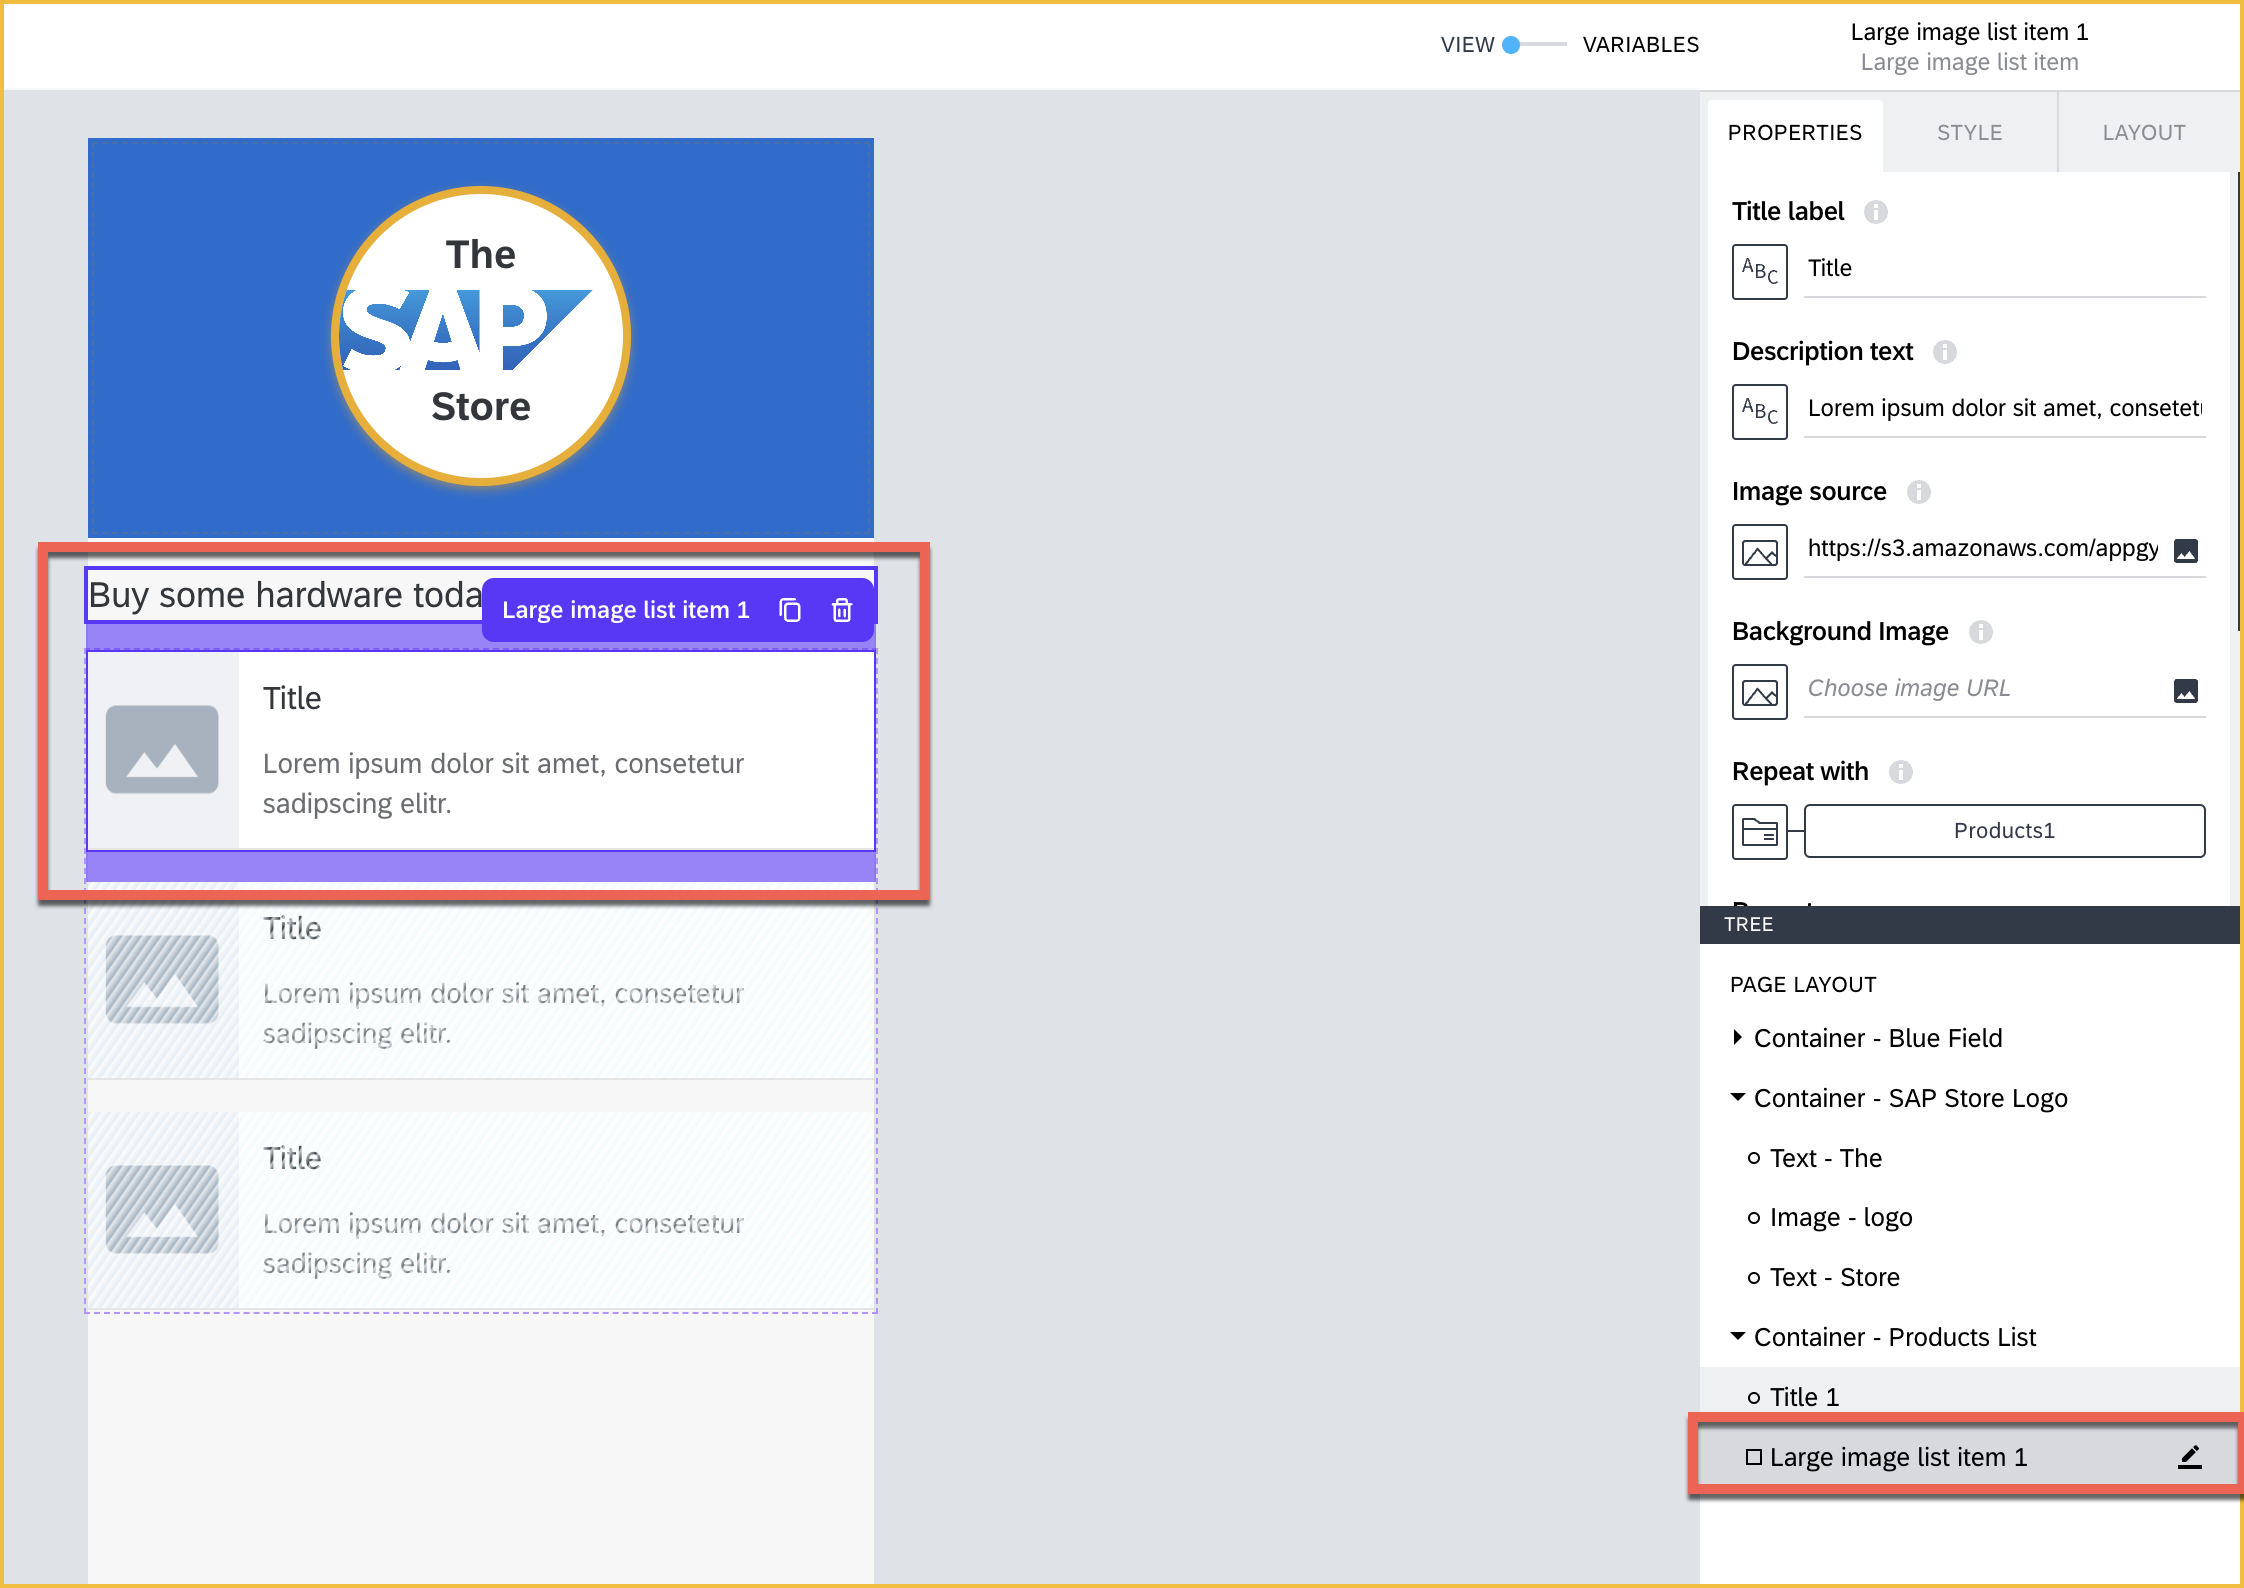 VIEW VARIABLES
Large image list item 1
Large image list item
The
SAP
Store
Buy some hardware toda
Large image list item 1
Title
Lorem ipsum dolor sit amet, consetetur
sadipscing elitr.
Title
Lorem ipsum dolor sit amet, consetetur
sadipscing elitr.
Title
Lorem ipsum dolor sit amet, consetetur
sadipscing elitr.
PROPERTIES STYLE LAYOUT
Title label
ABC Title
Description text
ABC Lorem ipsum dolor sit amet, consetetu
Image source
https://s3.amazonaws.com/appgy
Background Image
Choose image URL
Repeat with
Products1
TREE
PAGE LAYOUT
Container - Blue Field
Container - SAP Store Logo
Text - The
Image - logo
Text - Store
Container - Products List
Title 1
Large image list item 1